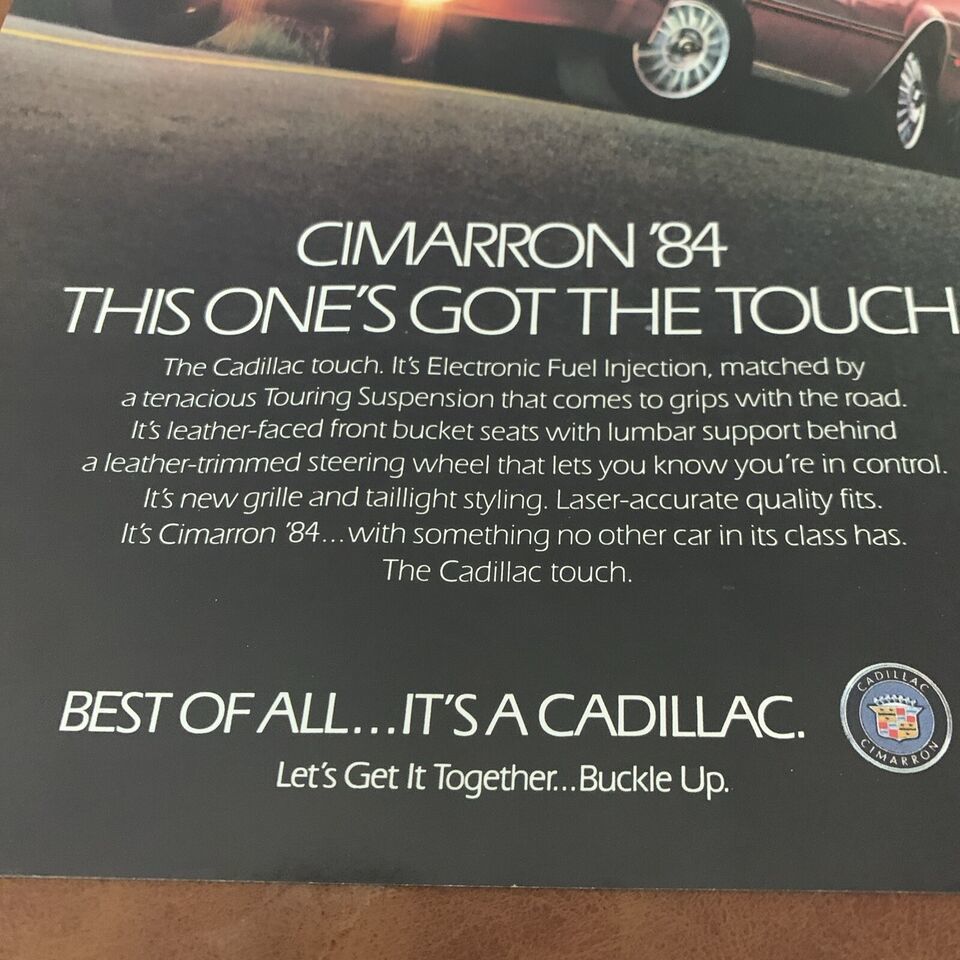 CIMARRON '84
THIS ONE'S GOT THE TOUCH
The Cadillac touch. It's Electronic Fuel Injection, matched by
a tenacious Touring Suspension that comes to grips with the road.
It's leather-faced front bucket seats with lumbar support behind
a leather-trimmed steering wheel that lets you know you're in control.
It's new grille and taillight styling. Laser-accurate quality fits.
It's Cimarron '84...with something no other car in its class has.
The Cadillac touch.
BEST OF ALL...IT'S A CADILLAC.
Let's Get It Together...Buckle Up.
CADILLAC
CIMARRON